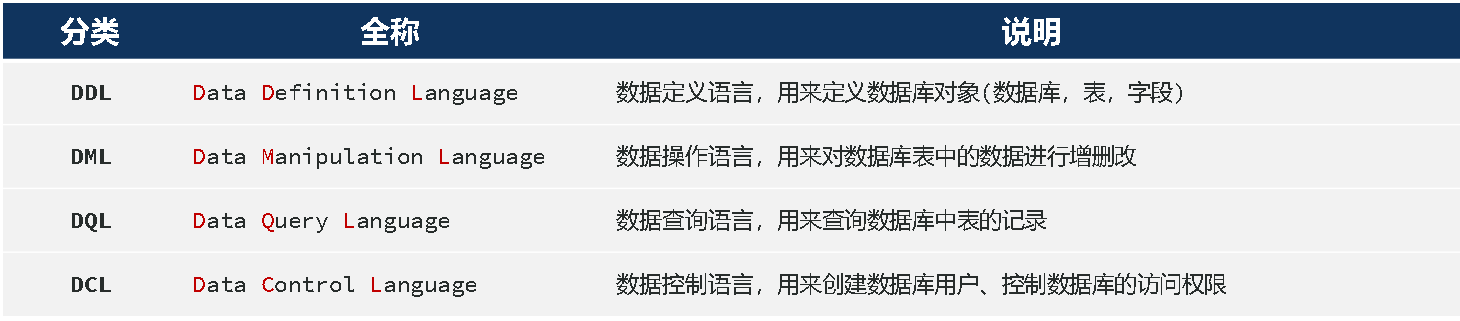 分类 全称 说明
DDL Data Definition Language 数据定义语言，用来定义数据库对象(数据库，表，字段)
DML Data Manipulation Language 数据操作语言，用来对数据库表中的数据进行增删改
DQL Data Query Language 数据查询语言，用来查询数据库中表的记录
DCL Data Control Language 数据控制语言，用来创建数据库用户、控制数据库的访问权限